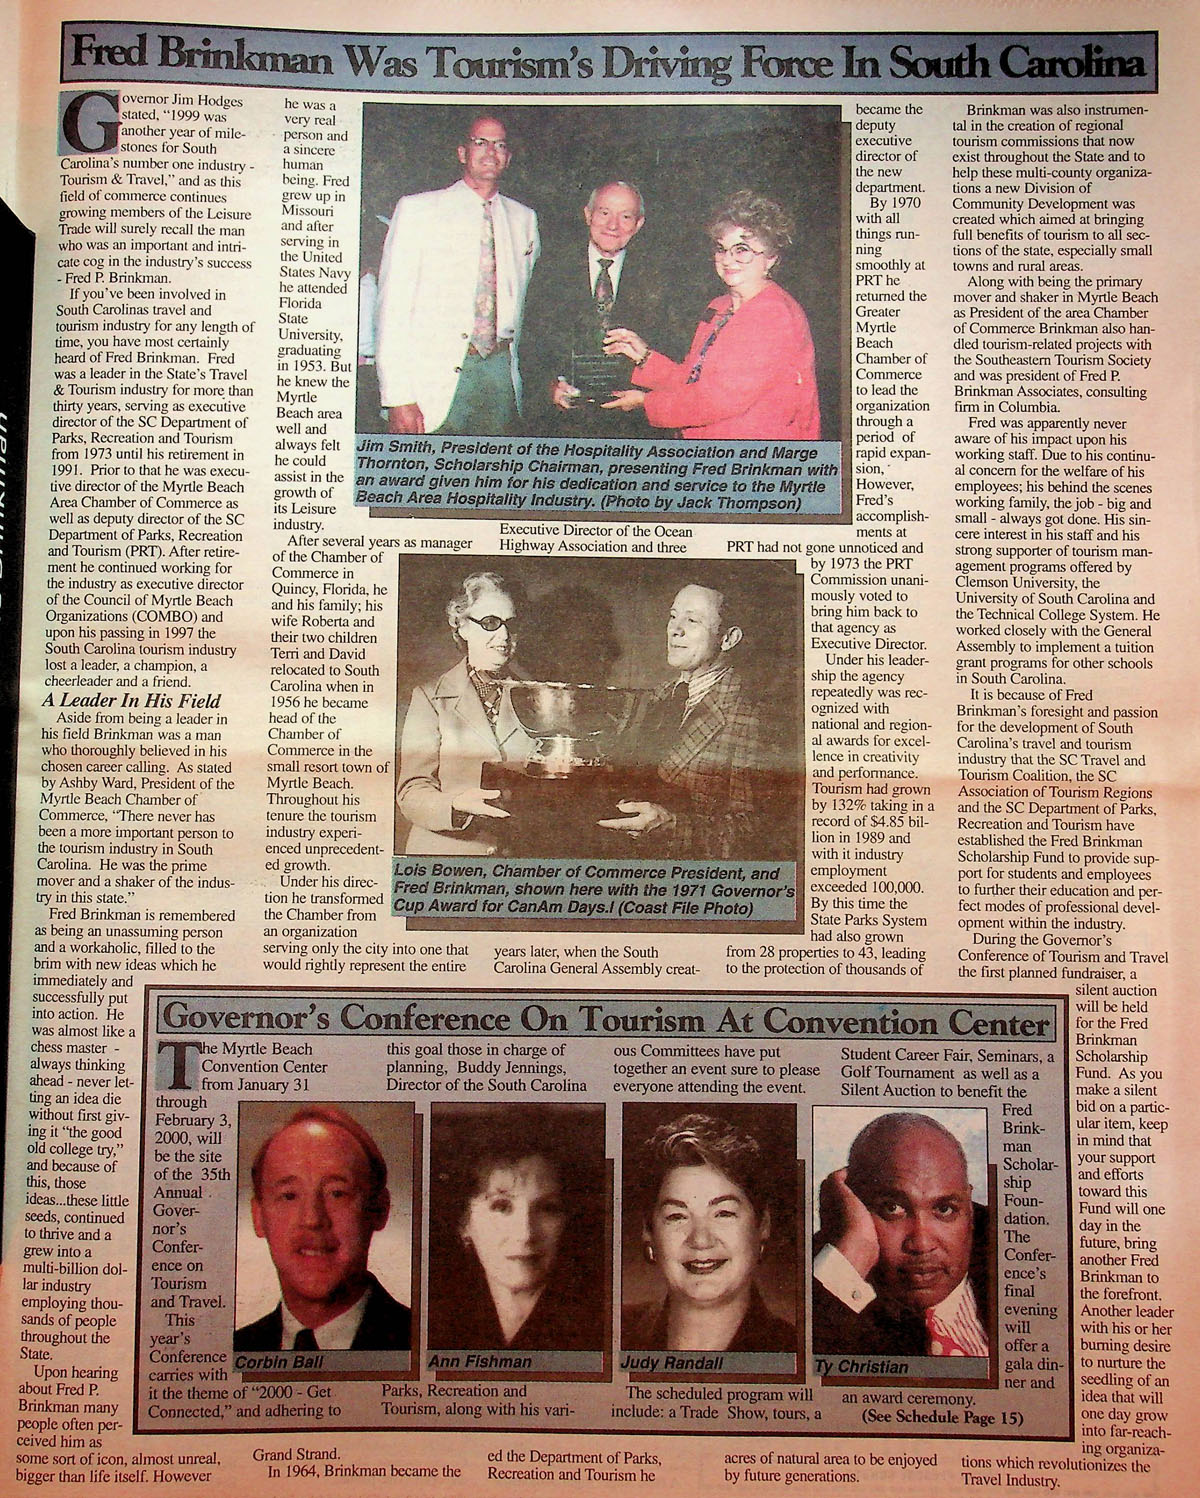 Fred Brinkman Was Tourism's Driving Force In South Carolina
Governor Jim Hodges
stated, "1999 was
another year of mile-
stones for South
Carolina's number one industry -
Tourism & Travel," and as this
field of commerce continues
growing members of the Leisure
Trade will surely recall the man
who was an important and intri-
cate cog in the industry's success
- Fred P. Brinkman.
If you've been involved in
South Carolinas travel and
tourism industry for any length of
time, you have most certainly
heard of Fred Brinkman. Fred
was a leader in the State's Travel
& Tourism industry for more than
thirty years, serving as executive
director of the SC Department of
Parks, Recreation and Tourism
from 1973 until his retirement in
1991. Prior to that he was execu-
tive director of the Myrtle Beach
Area Chamber of Commerce as
well as deputy director of the SC
Department of Parks, Recreation
and Tourism (PRT). After retire-
ment he continued working for
the industry as executive director
of the Council of Myrtle Beach
Organizations (COMBO) and
upon his passing in 1997 the
South Carolina tourism industry
lost a leader, a champion, a
cheerleader and a friend.
A Leader In His Field
Aside from being a leader in
his field Brinkman was a man
who thoroughly believed in his
chosen career calling. As stated
by Ashby Ward, President of the
Myrtle Beach Chamber of
Commerce, "There never has
been a more important person to
the tourism industry in South
Carolina. He was the prime
mover and a shaker of the indus-
try in this state."
Fred Brinkman is remembered
as being an unassuming person
and a workaholic, filled to the
brim with new ideas which he
immediately and
successfully put
into action. He
was almost like a
chess master -
always thinking
ahead - never let-
ting an idea die
without first giv-
ing it "the good
old college try,"
and because of
this, those
ideas...these little
seeds, continued
to thrive and a
grew into a
multi-billion dol-
lar industry
employing thou-
sands of people
throughout the
State.
Upon hearing
about Fred P.
Brinkman many
people often per-
ceived him as
some sort of icon, almost unreal,
bigger than life itself. However
he was a
very real
person and
a sincere
human
being. Fred
grew up in
Missouri
and after
serving in
the United
States Navy
he attended
Florida
State
University,
graduating
in 1953. But
he knew the
Myrtle
Beach area
well and
always felt
he could
assist in the
growth of
its Leisure
industry.
After several years as manager
of the Chamber of
Commerce in
Quincy, Florida, he
and his family; his
wife Roberta and
their two children
Terri and David
relocated to South
Carolina when in
1956 he became
head of the
Chamber of
Commerce in the
small resort town of
Myrtle Beach.
Throughout his
tenure the tourism
industry experi-
enced unprecedent-
ed growth.
Under his direc-
tion he transformed
the Chamber from
an organization
serving only the city into one that
would rightly represent the entire
Grand Strand.
In 1964, Brinkman became the
Jim Smith, President of the Hospitality Association and Marge
Thornton, Scholarship Chairman, presenting Fred Brinkman with
an award given him for his dedication and service to the Myrtle
Beach Area Hospitality Industry. (Photo by Jack Thompson)
Executive Director of the Ocean
Highway Association and three
Lois Bowen, Chamber of Commerce President, and
Fred Brinkman, shown here with the 1971 Governor's
Cup Award for CanAm Days.l (Coast File Photo)
years later, when the South
Carolina General Assembly creat-
ed the Department of Parks,
Recreation and Tourism he
became the
deputy
executive
director of
the new
department.
By 1970
with all
things run-
ning
smoothly at
PRT he
returned the
Greater
Myrtle
Beach
Chamber of
Commerce
to lead the
organization
through a
period of
rapid expan-
sion,
However,
Fred's
accomplish-
ments at
PRT had not gone unnoticed and
by 1973 the PRT
Commission unani-
mously voted to
bring him back to
that agency as
Executive Director.
Under his leader-
ship the agency
repeatedly was rec-
ognized with
national and region-
al awards for excel-
lence in creativity
and performance.
Tourism had grown
by 132% taking in a
record of $4.85 bil-
lion in 1989 and
with it industry
employment
exceeded 100,000.
By this time the
State Parks System
had also grown
from 28 properties to 43, leading
to the protection of thousands of
acres of natural area to be enjoyed
by future generations.
Brinkman was also instrumen-
tal in the creation of regional
tourism commissions that now
exist throughout the State and to
help these multi-county organiza-
tions a new Division of
Community Development was
created which aimed at bringing
full benefits of tourism to all sec-
tions of the state, especially small
towns and rural areas.
Along with being the primary
mover and shaker in Myrtle Beach
as President of the area Chamber
of Commerce Brinkman also han-
dled tourism-related projects with
the Southeastern Tourism Society
and was president of Fred P.
Brinkman Associates, consulting
firm in Columbia.
Fred was apparently never
aware of his impact upon his
working staff. Due to his continu-
al concern for the welfare of his
employees; his behind the scenes
working family, the job - big and
small - always got done. His sin-
cere interest in his staff and his
strong supporter of tourism man-
agement programs offered by
Clemson University, the
University of South Carolina and
the Technical College System. He
worked closely with the General
Assembly to implement a tuition
grant programs for other schools
in South Carolina.
It is because of Fred
Brinkman's foresight and passion
for the development of South
Carolina's travel and tourism
industry that the SC Travel and
Tourism Coalition, the SC
Association of Tourism Regions
and the SC Department of Parks,
Recreation and Tourism have
established the Fred Brinkman
Scholarship Fund to provide sup-
port for students and employees
to further their education and per-
fect modes of professional devel-
opment within the industry.
During the Governor's
Conference of Tourism and Travel
the first planned fundraiser, a
silent auction
will be held
for the Fred
Brinkman
Scholarship
Fund. As you
make a silent
bid on a partic-
ular item, keep
in mind that
your support
and efforts
toward this
Fund will one
day in the
future, bring
another Fred
Brinkman to
the forefront.
Another leader
with his or her
burning desire
to nurture the
seedling of an
idea that will
one day grow
into far-reach-
ing organiza-
tions which revolutionizes the
Travel Industry.
Governor's Conference On Tourism At Convention Center
The Myrtle Beach
Convention Center
from January 31
through
February 3,
2000, will
be the site
of the 35th
Annual
Gover-
nor's
Confer-
ence on
Tourism
and Travel.
This
year's
Conference
carries with
it the theme of "2000 - Get
Connected," and adhering to
this goal those in charge of
planning, Buddy Jennings,
Director of the South Carolina
Parks, Recreation and
Tourism, along with his vari-
ous Committees have put
together an event sure to please
everyone attending the event.
The scheduled program will
include: a Trade Show, tours, a
Student Career Fair, Seminars, a
Golf Tournament as well as a
Silent Auction to benefit the
Fred
Brink-
man
Scholar-
ship
Foun-
dation.
The
Confer-
ence's
final
evening
will
offer a
gala din-
ner and
an award ceremony.
(See Schedule Page 15)
Corbin Ball
Ann Fishman
Judy Randall
Ty Christian